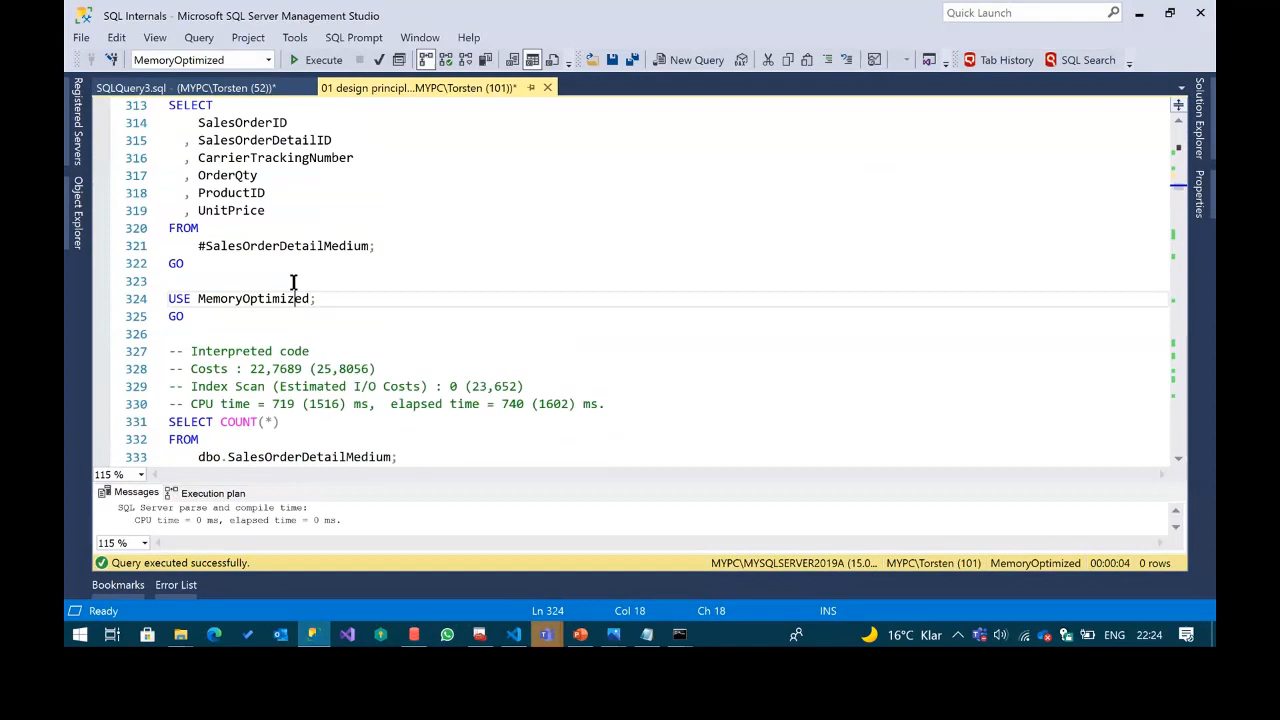 SQL Internals - Microsoft SQL Server Management Studio
Quick Launch
File Edit View Query Project Tools SQL Prompt Window Help
MemoryOptimized Execute New Query Tab History SQL Search
SQLQuery3.sql - (MYPC\Torsten (52))* 01 design principl...MYPC\Torsten (101))*
Registered Servers
Object Explorer
Solution Explorer
Properties
313 SELECT
314 SalesOrderID
315 , SalesOrderDetailID
316 , CarrierTrackingNumber
317 , OrderQty
318 , ProductID
319 , UnitPrice
320 FROM
321 #SalesOrderDetailMedium;
322 GO
323
324 USE MemoryOptimized;
325 GO
326
327 -- Interpreted code
328 -- Costs : 22,7689 (25,8056)
329 -- Index Scan (Estimated I/O Costs) : 0 (23,652)
330 -- CPU time = 719 (1516) ms,  elapsed time = 740 (1602) ms.
331 SELECT COUNT(*)
332 FROM
333 dbo.SalesOrderDetailMedium;
115 %
Messages Execution plan
SQL Server parse and compile time:
CPU time = 0 ms, elapsed time = 0 ms.
115 %
Query executed successfully. MYPC\MYSQLSERVER2019A (15.0... MYPC\Torsten (101) MemoryOptimized 00:00:04 0 rows
Bookmarks Error List
Ready Ln 324 Col 18 Ch 18 INS
16°C Klar ENG 22:24